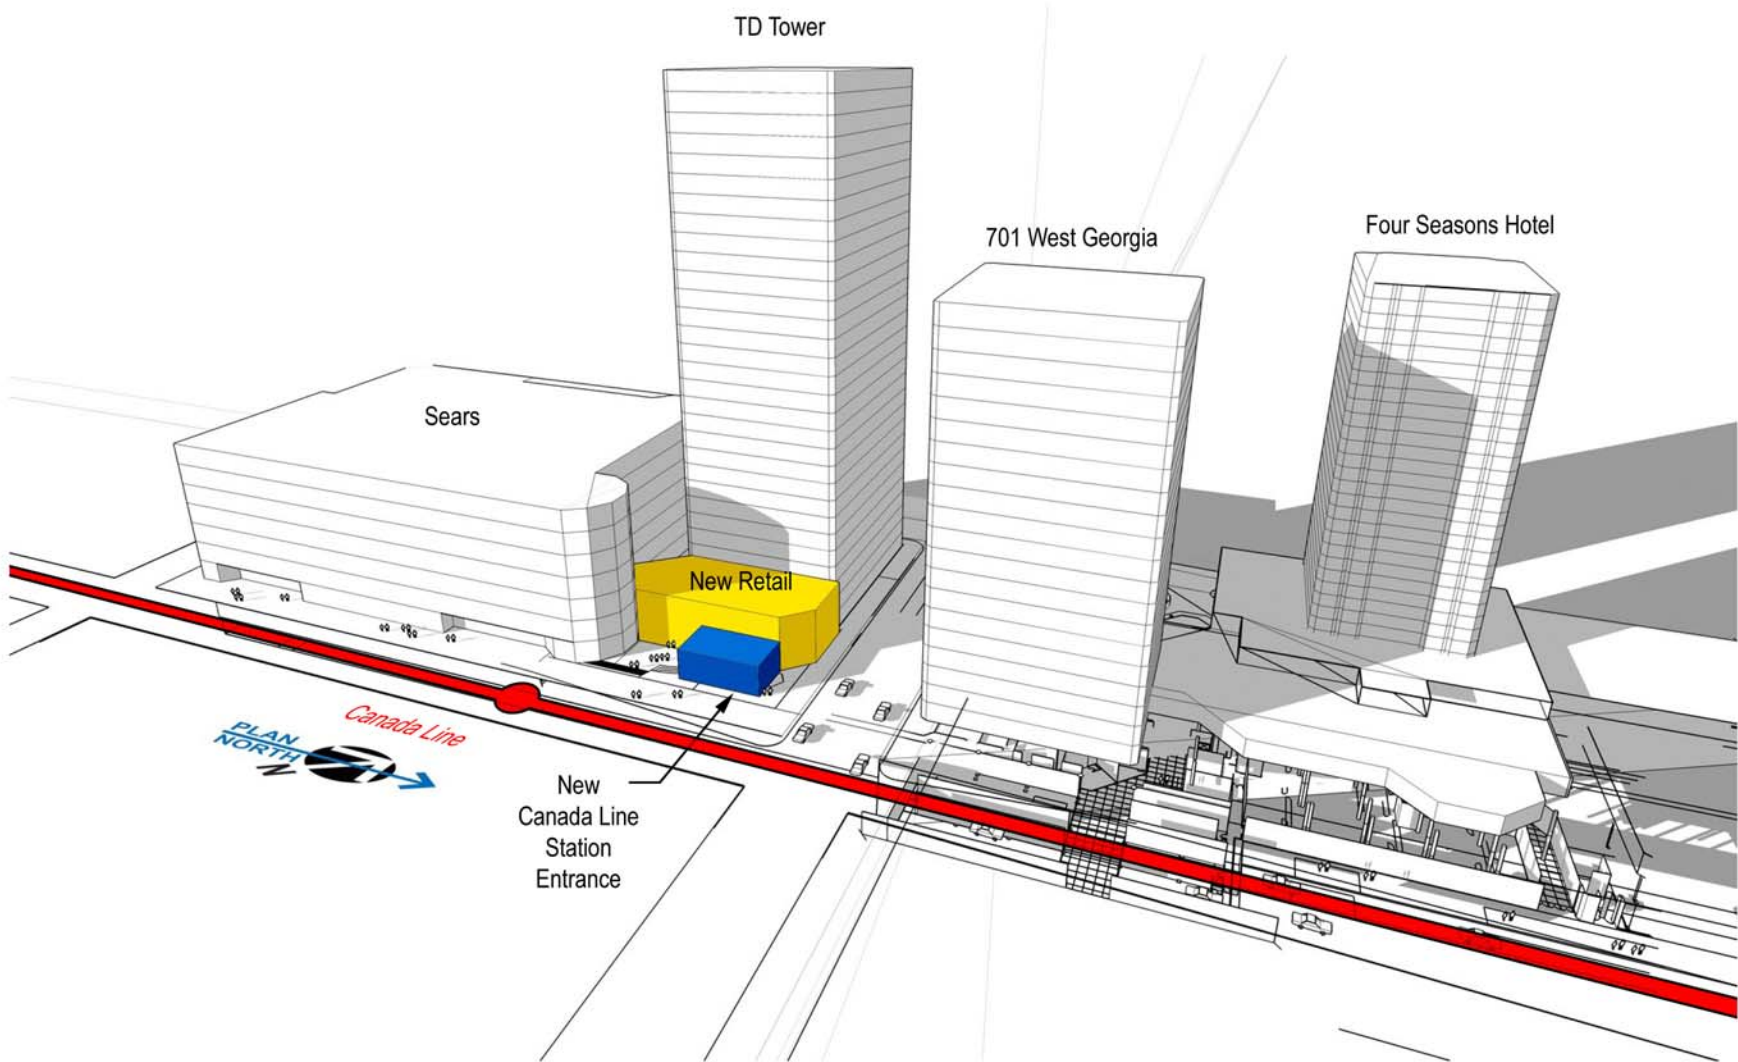 TD Tower
701 West Georgia
Four Seasons Hotel
Sears
New Retail
Canada Line
PLAN
NORTH
N
New
Canada Line
Station
Entrance